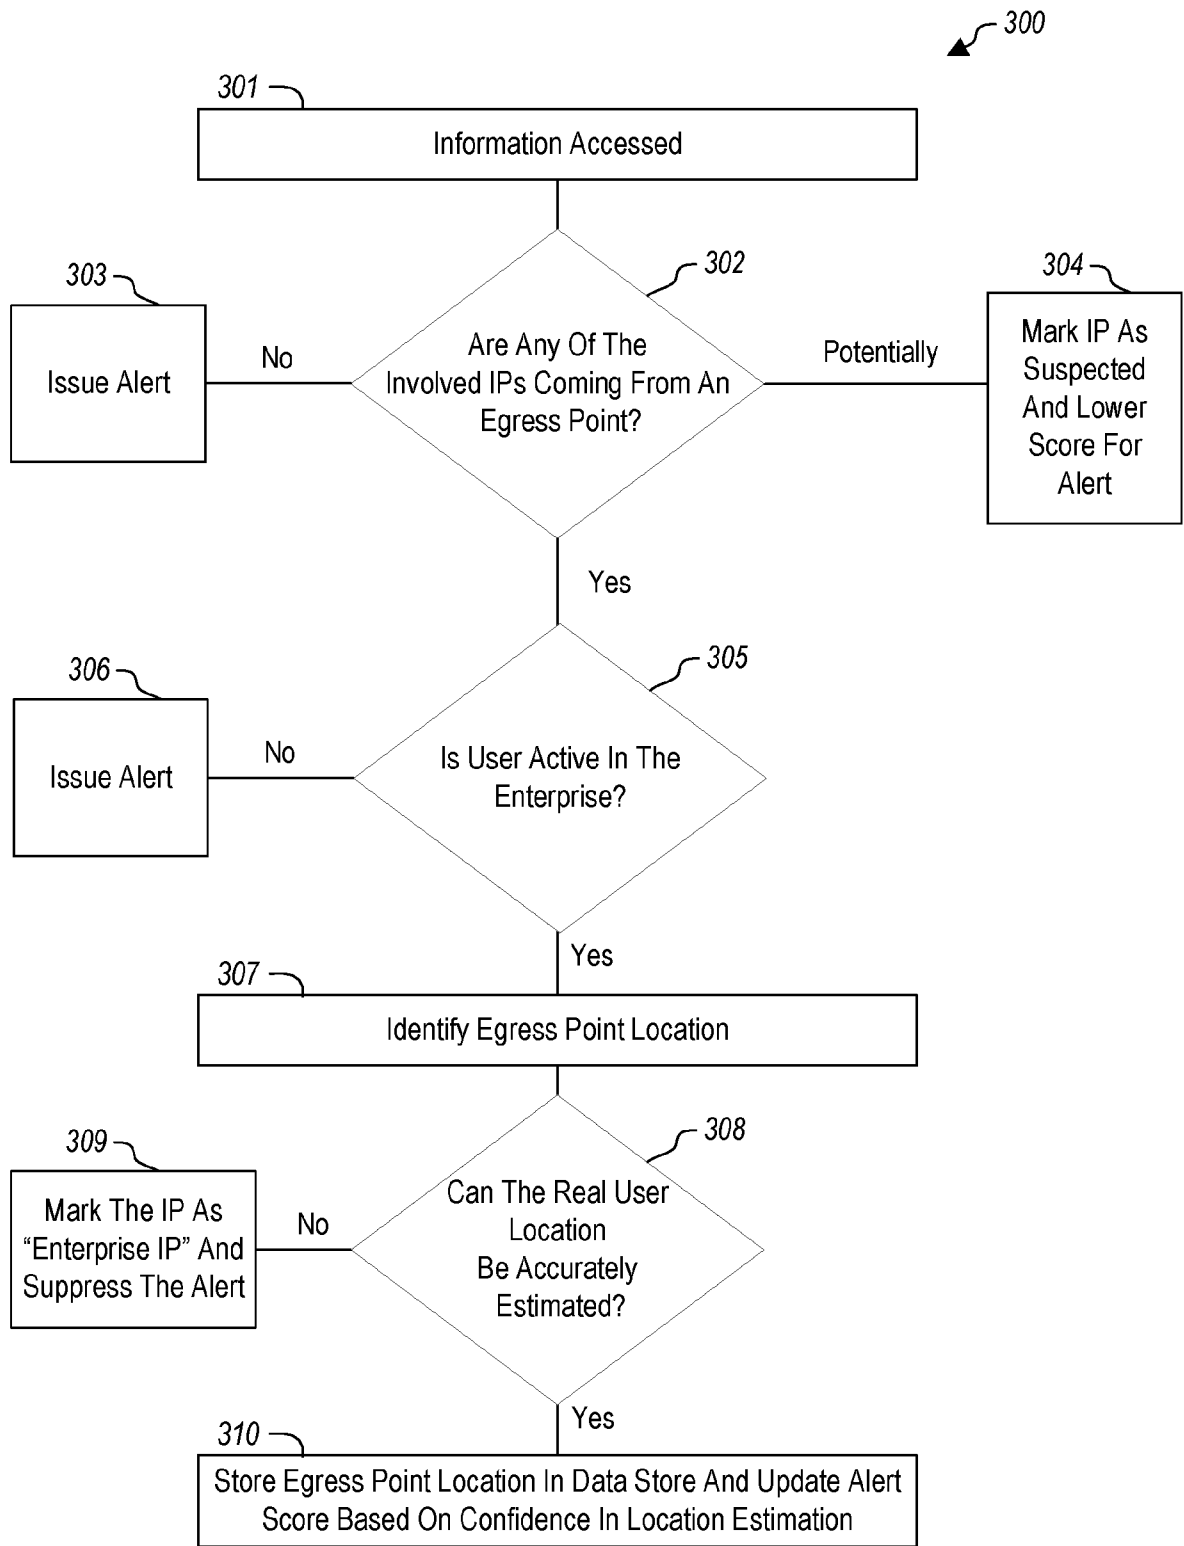 300
301
Information Accessed
302
303
304
Are Any Of The
Involved IPs Coming From An
Egress Point?
No
Issue Alert
Potentially
Mark IP As
Suspected
And Lower
Score For
Alert
Yes
305
306
Is User Active In The
Enterprise?
No
Issue Alert
Yes
307
Identify Egress Point Location
308
309
Can The Real User
Location
Be Accurately
Estimated?
No
Mark The IP As
“Enterprise IP” And
Suppress The Alert
Yes
310
Store Egress Point Location In Data Store And Update Alert
Score Based On Confidence In Location Estimation